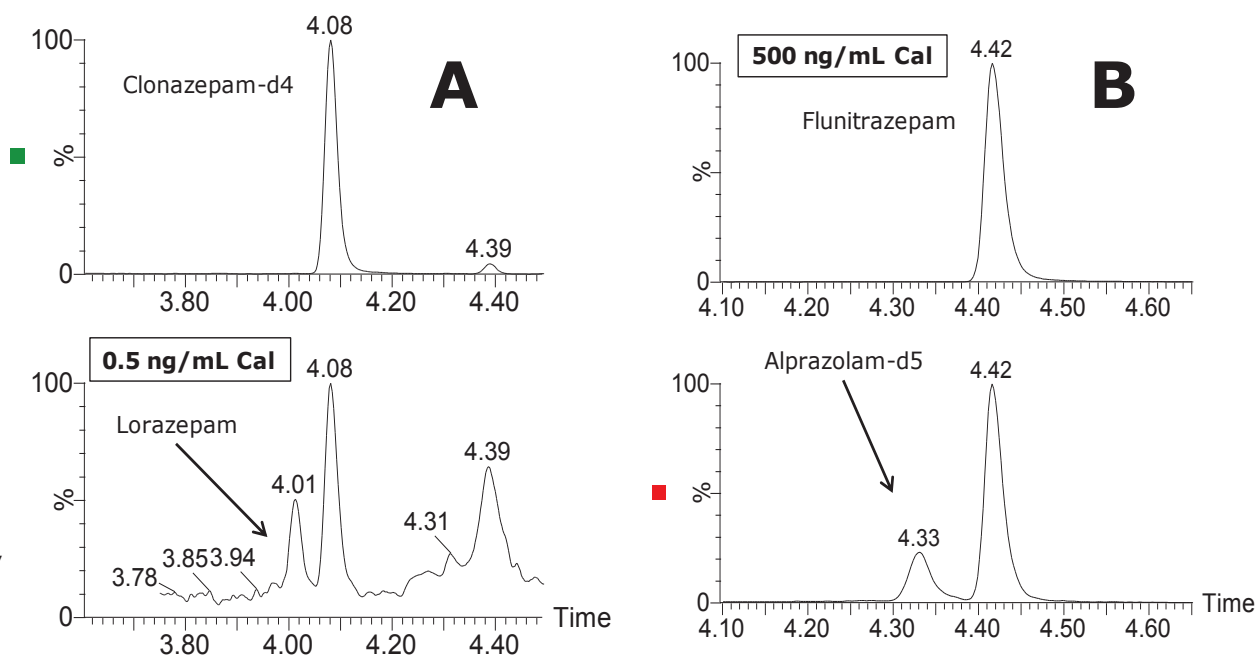 4.08
100
Clonazepam-d4
A
%
4.39
0
3.80 4.00 4.20 4.40
0.5 ng/mL Cal
4.08
100
Lorazepam
4.39
4.01
%
4.31
3.78 3.85 3.94
0
Time
3.80 4.00 4.20 4.40
500 ng/mL Cal
4.42
100
B
Flunitrazepam
%
0
4.10 4.20 4.30 4.40 4.50 4.60
Alprazolam-d5
4.42
100
%
4.33
0
Time
4.10 4.20 4.30 4.40 4.50 4.60